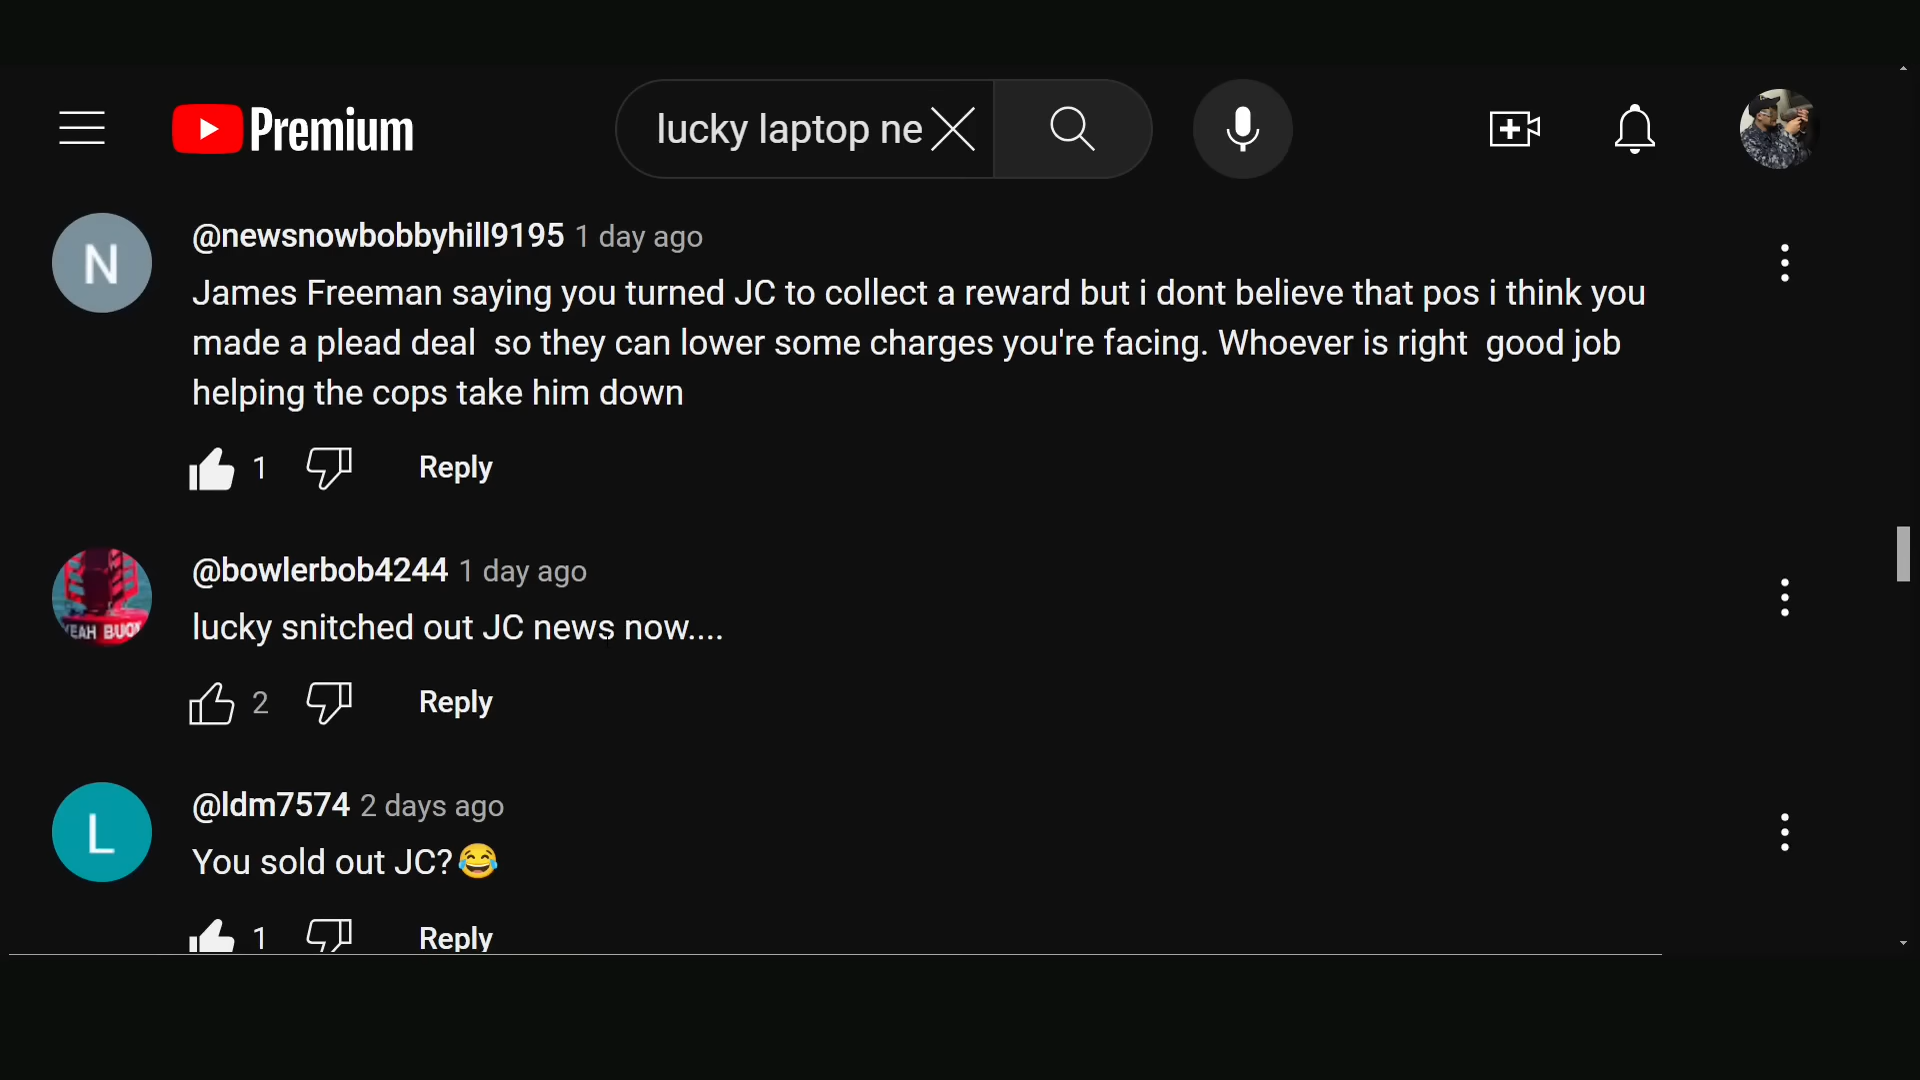 Premium
lucky laptop ne
N
@newsnowbobbyhill9195 1 day ago
James Freeman saying you turned JC to collect a reward but i dont believe that pos i think you
made a plead deal  so they can lower some charges you're facing. Whoever is right  good job
helping the cops take him down
1 Reply
YEAH BUOY
@bowlerbob4244 1 day ago
lucky snitched out JC news now....
2 Reply
L
@ldm7574 2 days ago
You sold out JC?😂
1 Reply